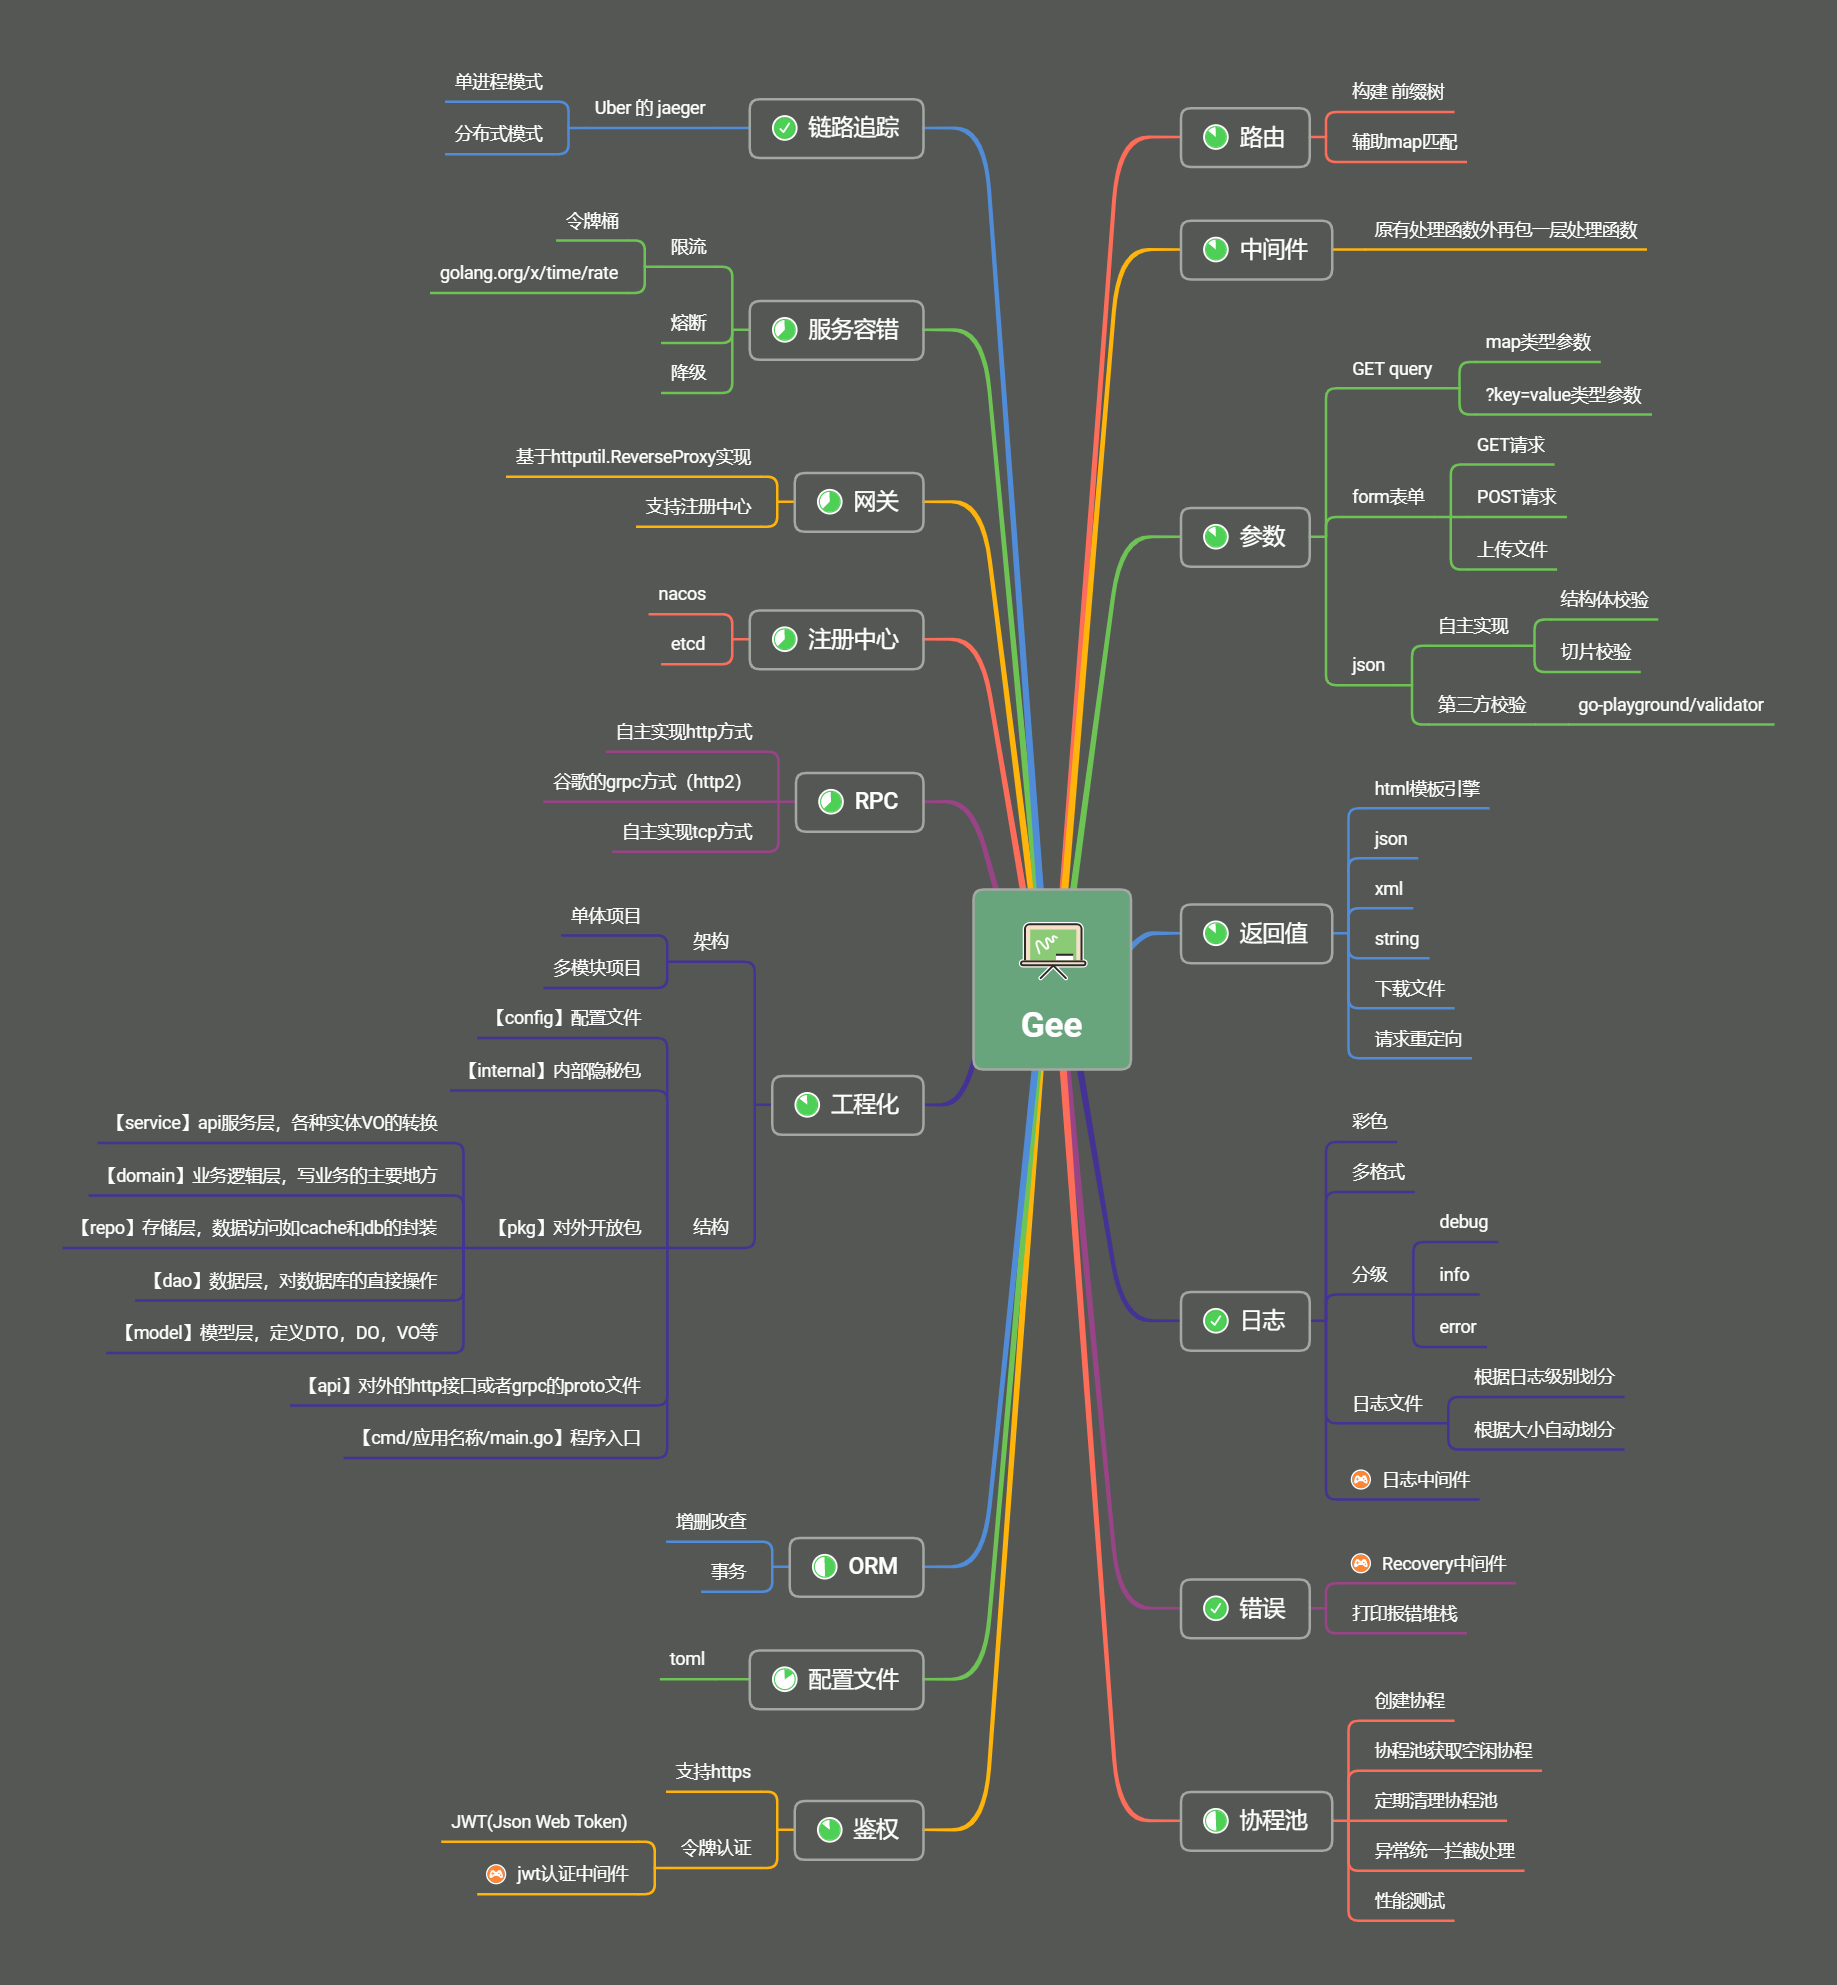 Gee
路由
构建 前缀树
辅助map匹配
中间件
原有处理函数外再包一层处理函数
参数
GET query
map类型参数
?key=value类型参数
form表单
GET请求
POST请求
上传文件
json
自主实现
结构体校验
切片校验
第三方校验
go-playground/validator
返回值
html模板引擎
json
xml
string
下载文件
请求重定向
日志
彩色
多格式
分级
debug
info
error
日志文件
根据日志级别划分
根据大小自动划分
日志中间件
错误
Recovery中间件
打印报错堆栈
协程池
创建协程
协程池获取空闲协程
定期清理协程池
异常统一拦截处理
性能测试
链路追踪
Uber 的 jaeger
单进程模式
分布式模式
服务容错
限流
令牌桶
golang.org/x/time/rate
熔断
降级
网关
基于httputil.ReverseProxy实现
支持注册中心
注册中心
nacos
etcd
RPC
自主实现http方式
谷歌的grpc方式（http2）
自主实现tcp方式
工程化
架构
单体项目
多模块项目
结构
【config】配置文件
【internal】内部隐秘包
【pkg】对外开放包
【service】api服务层，各种实体VO的转换
【domain】业务逻辑层，写业务的主要地方
【repo】存储层，数据访问如cache和db的封装
【dao】数据层，对数据库的直接操作
【model】模型层，定义DTO，DO，VO等
【api】对外的http接口或者grpc的proto文件
【cmd/应用名称/main.go】程序入口
ORM
增删改查
事务
配置文件
toml
鉴权
支持https
令牌认证
JWT(Json Web Token)
jwt认证中间件